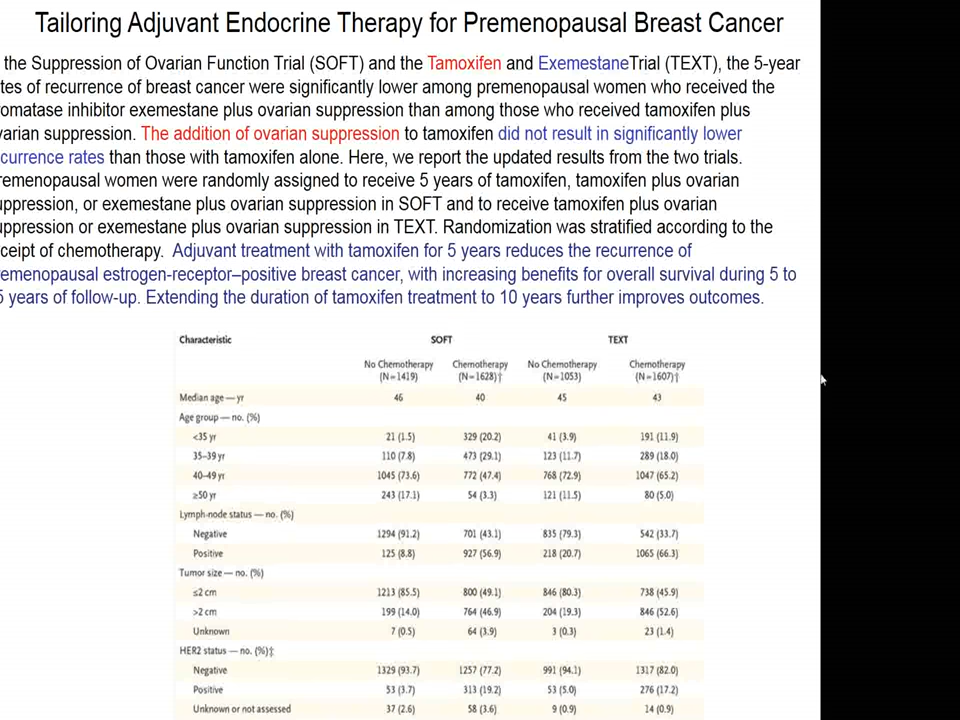 Tailoring Adjuvant Endocrine Therapy for Premenopausal Breast Cancer
the Suppression of Ovarian Function Trial (SOFT) and the Tamoxifen and ExemestaneTrial (TEXT), the 5-year
tes of recurrence of breast cancer were significantly lower among premenopausal women who received the
omatase inhibitor exemestane plus ovarian suppression than among those who received tamoxifen plus
varian suppression. The addition of ovarian suppression to tamoxifen did not result in significantly lower
currence rates than those with tamoxifen alone. Here, we report the updated results from the two trials.
remenopausal women were randomly assigned to receive 5 years of tamoxifen, tamoxifen plus ovarian
uppression, or exemestane plus ovarian suppression in SOFT and to receive tamoxifen plus ovarian
uppression or exemestane plus ovarian suppression in TEXT. Randomization was stratified according to the
ceipt of chemotherapy. Adjuvant treatment with tamoxifen for 5 years reduces the recurrence of
remenopausal estrogen-receptor–positive breast cancer, with increasing benefits for overall survival during 5 to
5 years of follow-up. Extending the duration of tamoxifen treatment to 10 years further improves outcomes.
Characteristic SOFT TEXT
No Chemotherapy Chemotherapy No Chemotherapy Chemotherapy
(N=1419) (N=1628)† (N=1053) (N=1607)†
Median age — yr 46 40 45 43
Age group — no. (%)
<35 yr 21 (1.5) 329 (20.2) 41 (3.9) 191 (11.9)
35–39 yr 110 (7.8) 473 (29.1) 123 (11.7) 289 (18.0)
40–49 yr 1045 (73.6) 772 (47.4) 768 (72.9) 1047 (65.2)
≥50 yr 243 (17.1) 54 (3.3) 121 (11.5) 80 (5.0)
Lymph-node status — no. (%)
Negative 1294 (91.2) 701 (43.1) 835 (79.3) 542 (33.7)
Positive 125 (8.8) 927 (56.9) 218 (20.7) 1065 (66.3)
Tumor size — no. (%)
≤2 cm 1213 (85.5) 800 (49.1) 846 (80.3) 738 (45.9)
>2 cm 199 (14.0) 764 (46.9) 204 (19.3) 846 (52.6)
Unknown 7 (0.5) 64 (3.9) 3 (0.3) 23 (1.4)
HER2 status — no. (%)‡
Negative 1329 (93.7) 1257 (77.2) 991 (94.1) 1317 (82.0)
Positive 53 (3.7) 313 (19.2) 53 (5.0) 276 (17.2)
Unknown or not assessed 37 (2.6) 58 (3.6) 9 (0.9) 14 (0.9)